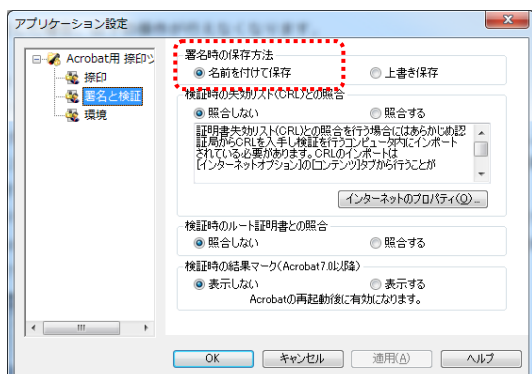 アプリケーション設定
Acrobat用 捺印ツ
捺印
署名と検証
環境
署名時の保存方法
名前を付けて保存
上書き保存
検証時の失効リスト(CRL)との照合
照合しない
照合する
証明書失効リスト(CRL)との照合を行う場合にはあらかじめ認
証局からCRLを入手し検証を行うコンピュータ内にインポート
されている必要があります。CRLのインポートは
[インターネットオプション]の[コンテンツ]タブから行うことが
インターネットのプロパティ(O)...
検証時のルート証明書との照合
照合しない
照合する
検証時の結果マーク(Acrobat7.0以降)
表示しない
表示する
Acrobatの再起動後に有効になります。
OK
キャンセル
適用(A)
ヘルプ